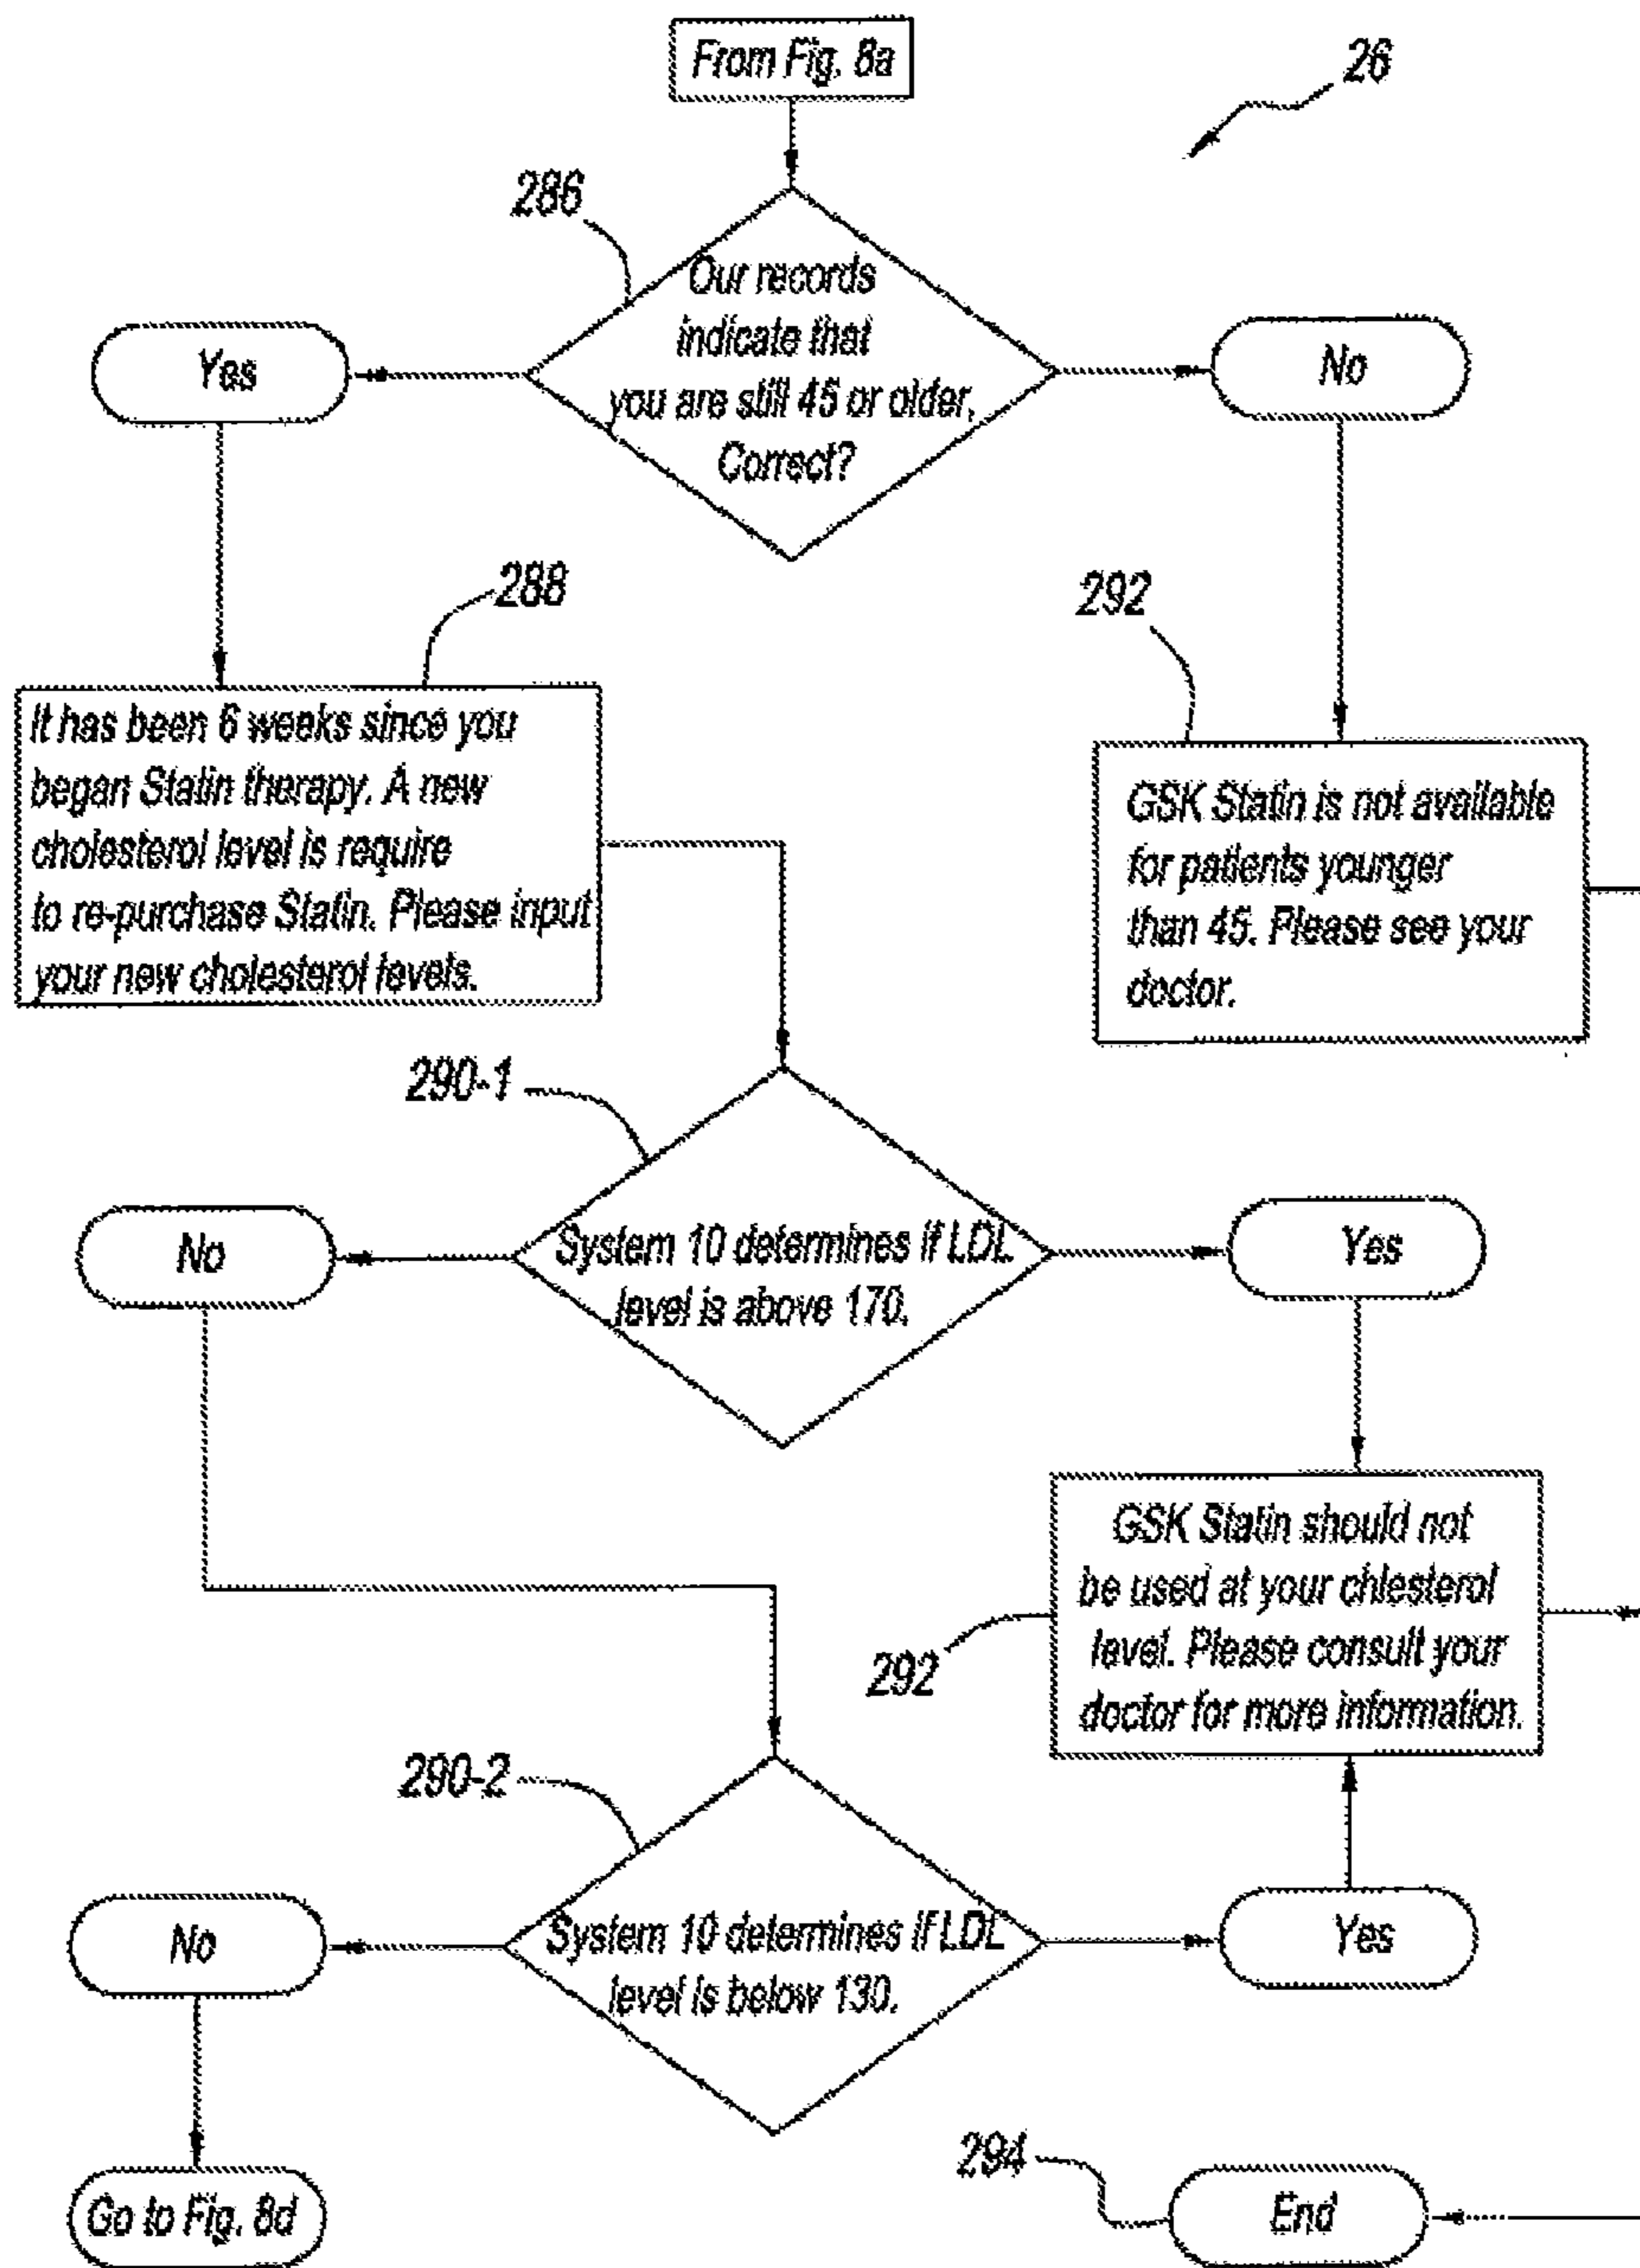 From Fig. 8a
26
286
Our records
indicate that
you are still 45 or older,
Correct?
Yes
No
288
292
It has been 6 weeks since you
began Statin therapy. A new
cholesterol level is require
to re-purchase Statin. Please input
your new cholesterol levels.
GSK Statin is not available
for patients younger
than 45. Please see your
doctor.
290-1
No
System 10 determines if LDL
level is above 170.
Yes
GSK Statin should not
be used at your chlesterol
level. Please consult your
doctor for more information.
292
290-2
No
System 10 determines if LDL
level is below 130.
Yes
294
Go to Fig. 8d
End